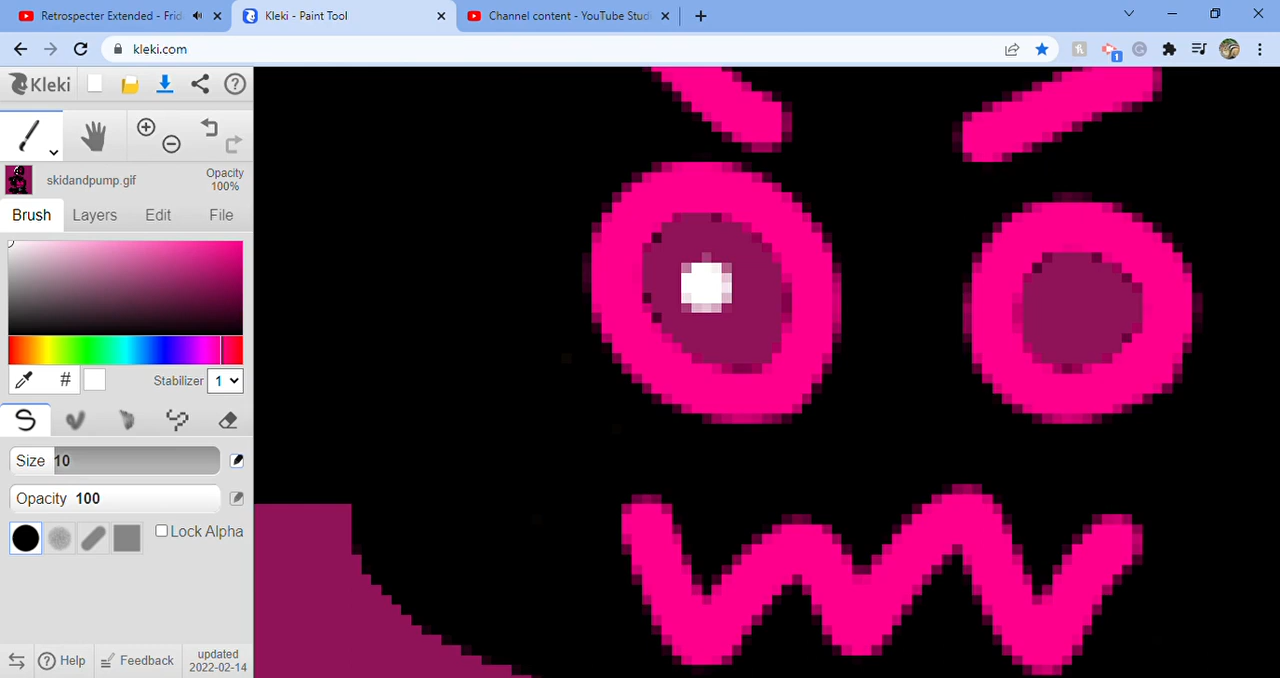 Retrospecter Extended - Frid
Kleki - Paint Tool
Channel content - YouTube Studi
kleki.com
1
Kleki
skidandpump.gif
Opacity
100%
Brush Layers Edit File
# Stabilizer 1
Size 10
Opacity 100
Lock Alpha
Help Feedback updated
2022-02-14